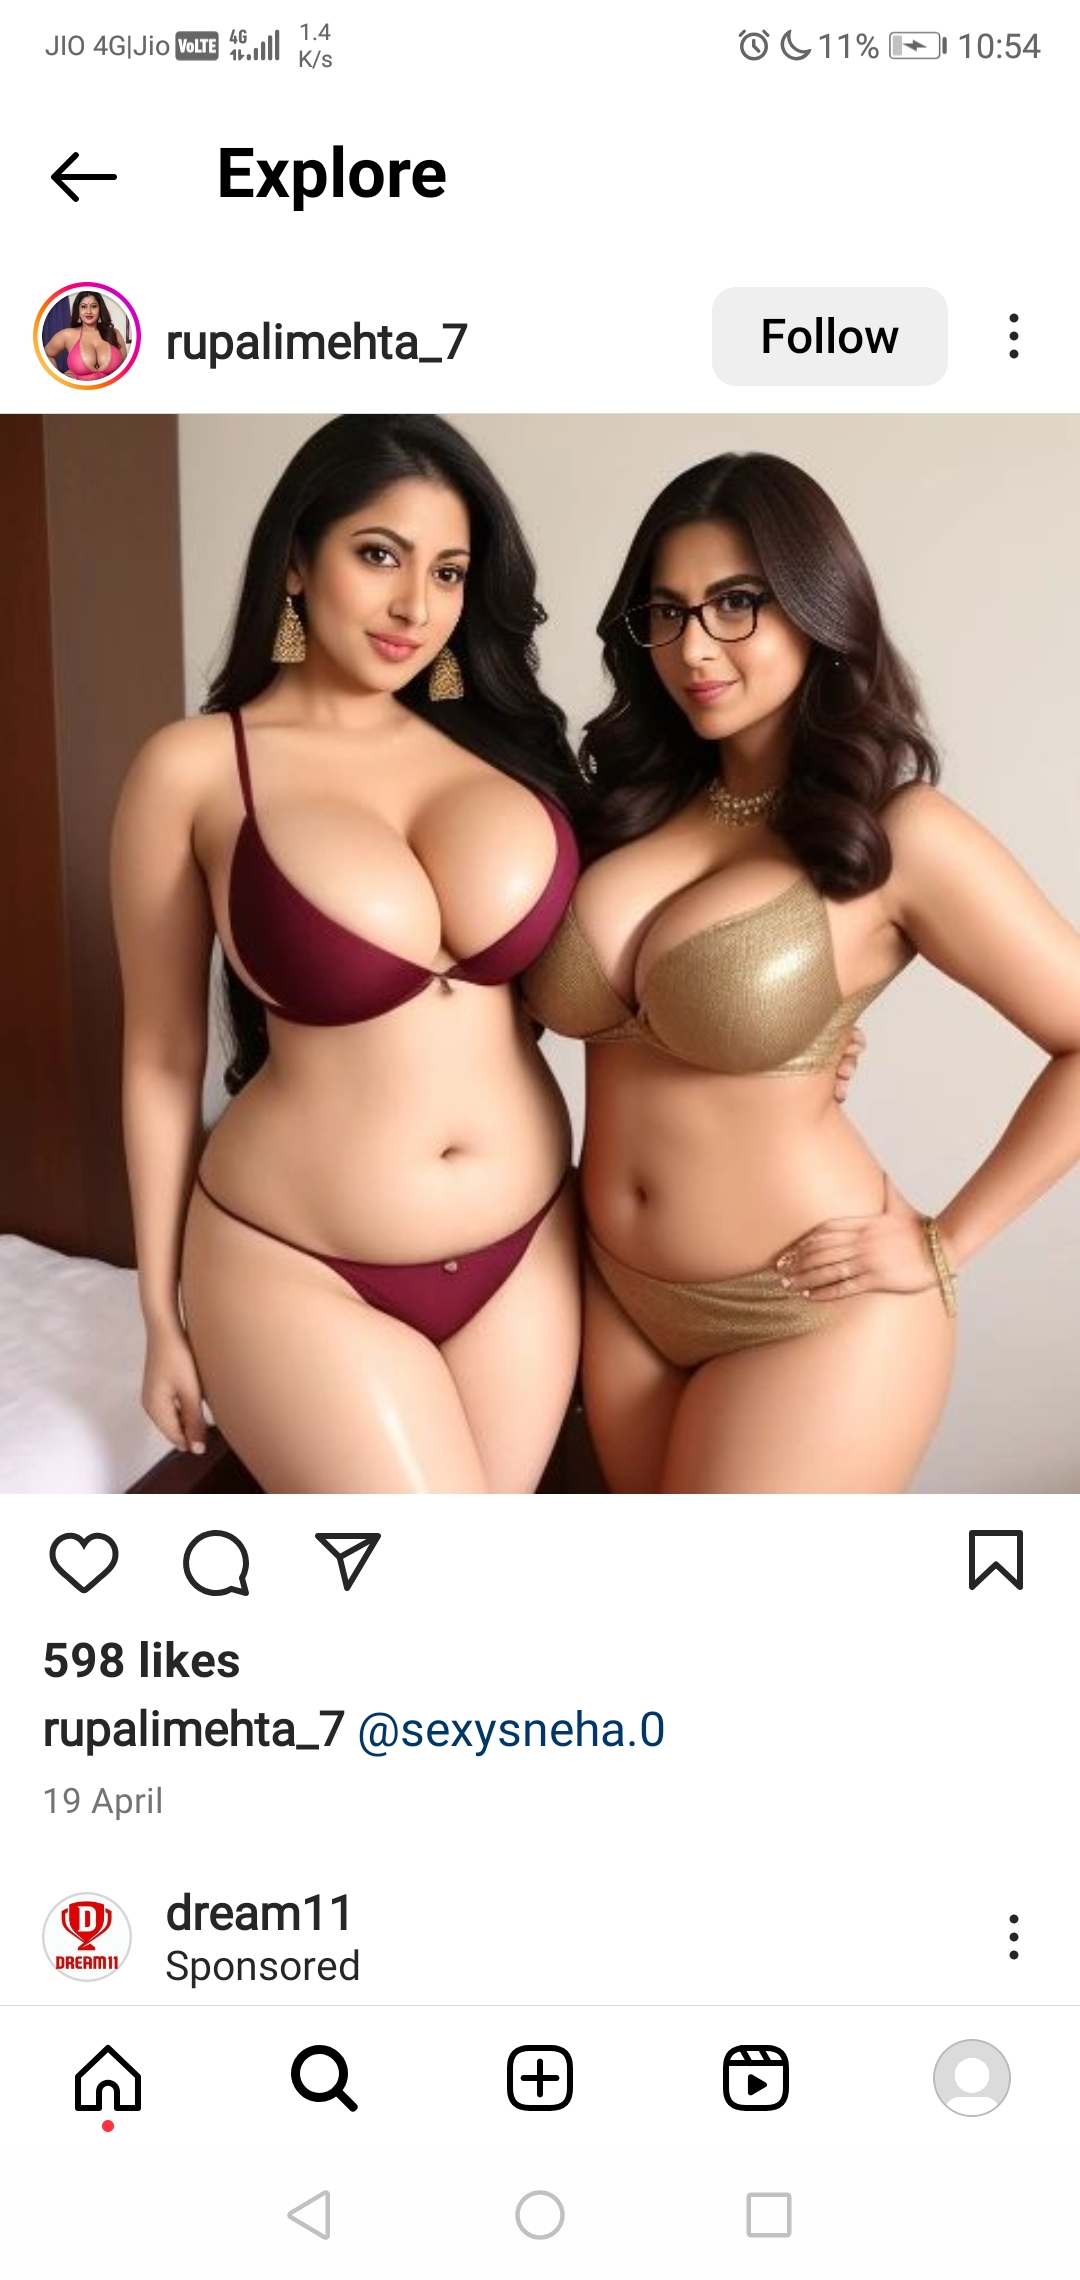 JIO 4G|Jio VoLTE 4G 1.4 K/s 11% 10:54
Explore
rupalimehta_7 Follow
598 likes
rupalimehta_7 @sexysneha.0
19 April
D
DREAM11
dream11
Sponsored